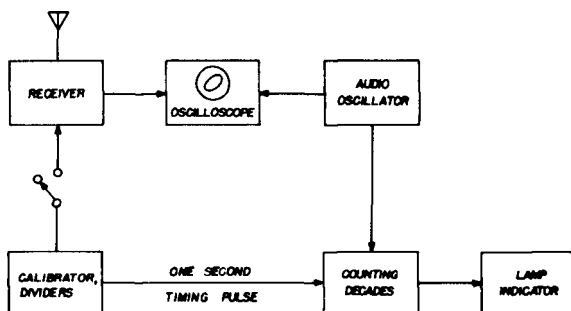 RECEIVER
OSCILLOSCOPE
AUDIO
OSCILLATOR
CALIBRATOR,
DIVIDERS
ONE SECOND
TIMING PULSE
COUNTING
DECADES
LAMP
INDICATOR